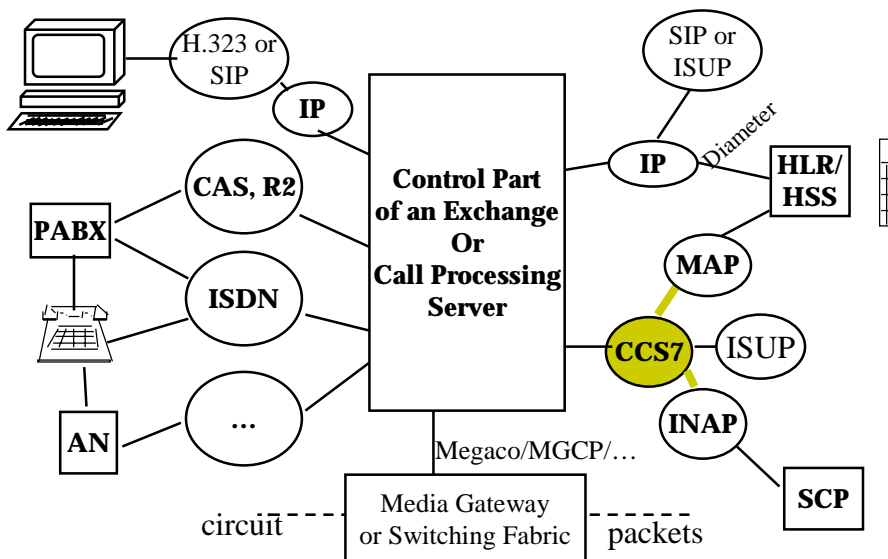 H.323 or
SIP
IP
SIP or
ISUP
Diameter
IP
HLR/
HSS
CAS, R2
PABX
ISDN
AN
...
Control Part
of an Exchange
Or
Call Processing
Server
MAP
CCS7
ISUP
INAP
SCP
Megaco/MGCP/...
Media Gateway
or Switching Fabric
circuit
packets